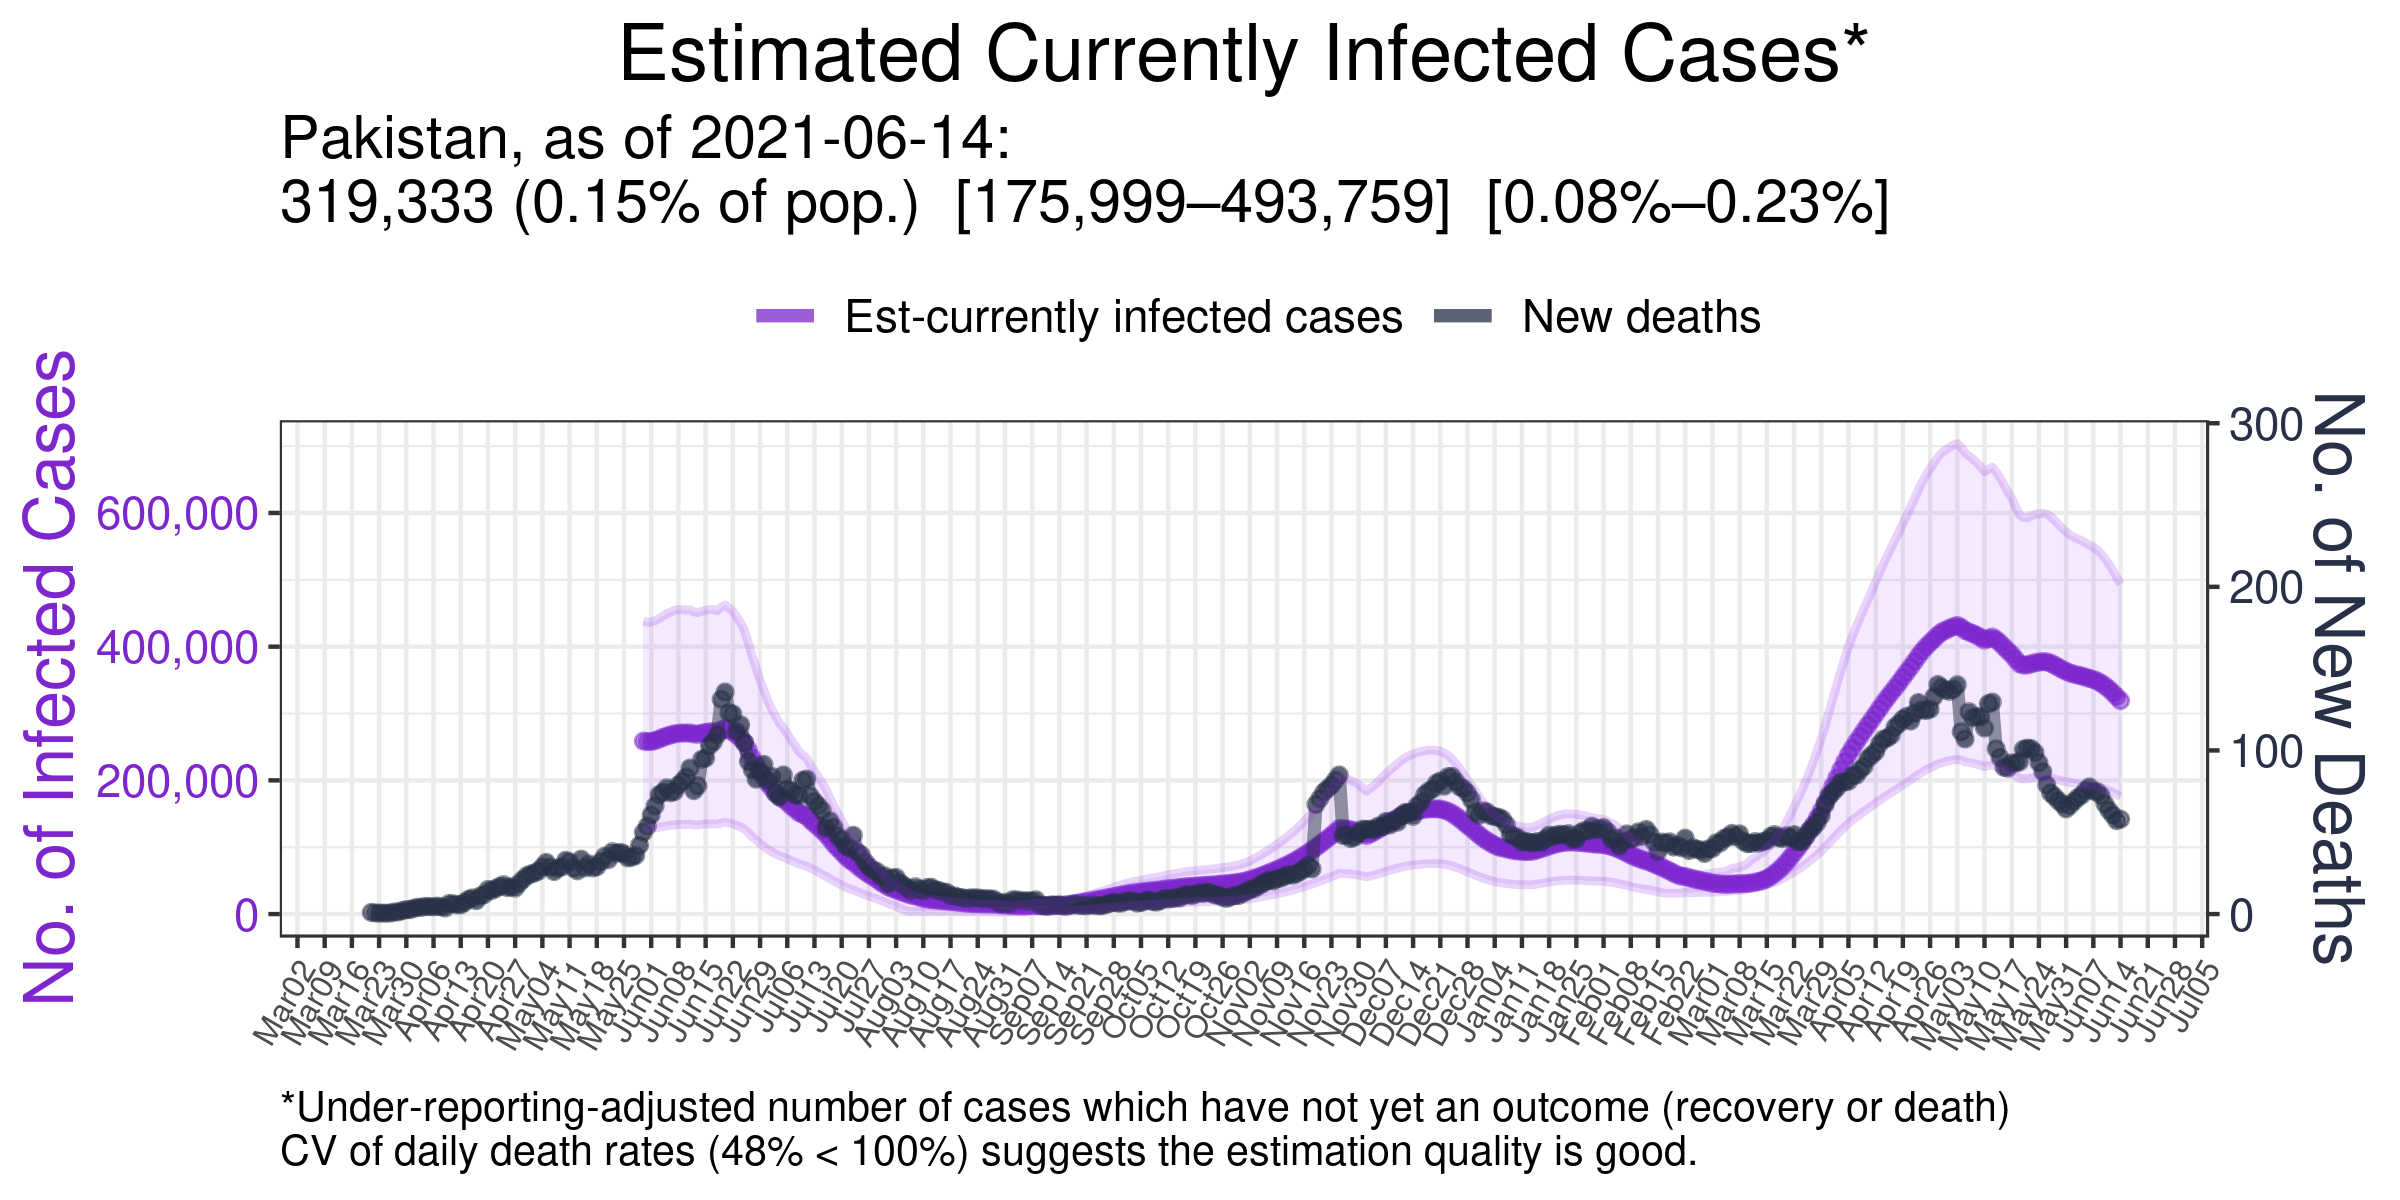 Estimated Currently Infected Cases*
Pakistan, as of 2021-06-14:
319,333 (0.15% of pop.) [175,999–493,759] [0.08%–0.23%]
Est-currently infected cases
New deaths
No. of Infected Cases
600,000
400,000
200,000
0
300
200
100
0
No. of New Deaths
Mar02
Mar09
Mar16
Mar23
Mar30
Apr06
Apr13
Apr20
Apr27
May04
May11
May18
May25
Jun01
Jun08
Jun15
Jun22
Jun29
Jul06
Jul13
Jul20
Jul27
Aug03
Aug10
Aug17
Aug24
Aug31
Sep07
Sep14
Sep21
Sep28
Oct05
Oct12
Oct19
Oct26
Nov02
Nov09
Nov16
Nov23
Nov30
Dec07
Dec14
Dec21
Dec28
Jan04
Jan11
Jan18
Jan25
Feb01
Feb08
Feb15
Feb22
Mar01
Mar08
Mar15
Mar22
Mar29
Apr05
Apr12
Apr19
Apr26
May03
May10
May17
May24
May31
Jun07
Jun14
Jun21
Jun28
Jul05
*Under-reporting-adjusted number of cases which have not yet an outcome (recovery or death)
CV of daily death rates (48% < 100%) suggests the estimation quality is good.